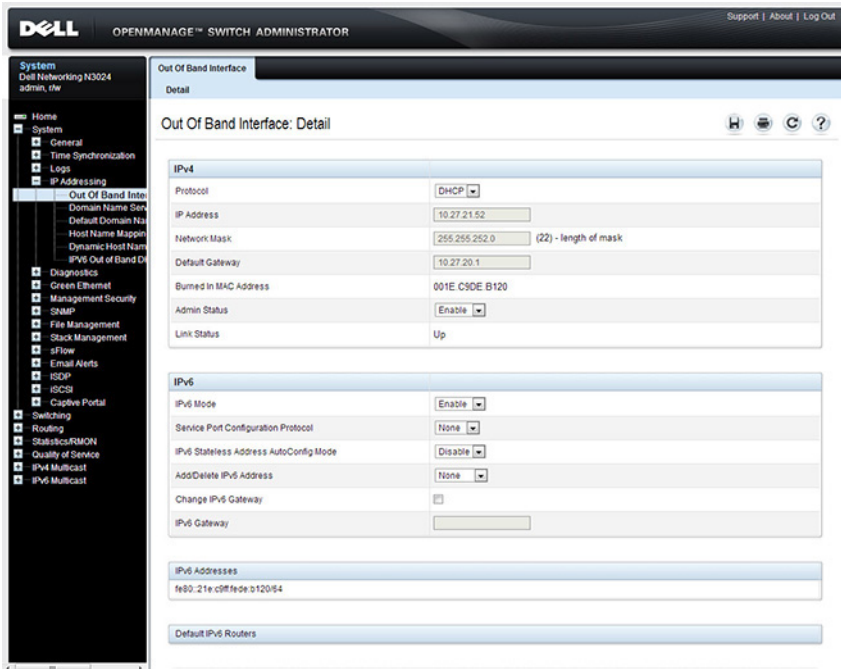 Support | About | Log Out
DELL OPENMANAGE™ SWITCH ADMINISTRATOR
System
Dell Networking N3024
admin, r/w
Home
System
General
Time Synchronization
Logs
IP Addressing
Out Of Band Inte
Domain Name Serv
Default Domain Na
Host Name Mappin
Dynamic Host Nam
IPV6 Out of Band D
Diagnostics
Green Ethernet
Management Security
SNMP
File Management
Stack Management
sFlow
Email Alerts
ISDP
iSCSI
Captive Portal
Switching
Routing
Statistics/RMON
Quality of Service
IPv4 Multicast
IPv6 Multicast
Out Of Band Interface
Detail
Out Of Band Interface: Detail
IPv4
Protocol DHCP
IP Address 10.27.21.52
Network Mask 255.255.252.0 (22) - length of mask
Default Gateway 10.27.20.1
Burned In MAC Address 001E.C9DE.B120
Admin Status Enable
Link Status Up
IPv6
IPv6 Mode Enable
Service Port Configuration Protocol None
IPv6 Stateless Address AutoConfig Mode Disable
Add/Delete IPv6 Address None
Change IPv6 Gateway
IPv6 Gateway
IPv6 Addresses
fe80::21e:c9ff:fede:b120/64
Default IPv6 Routers